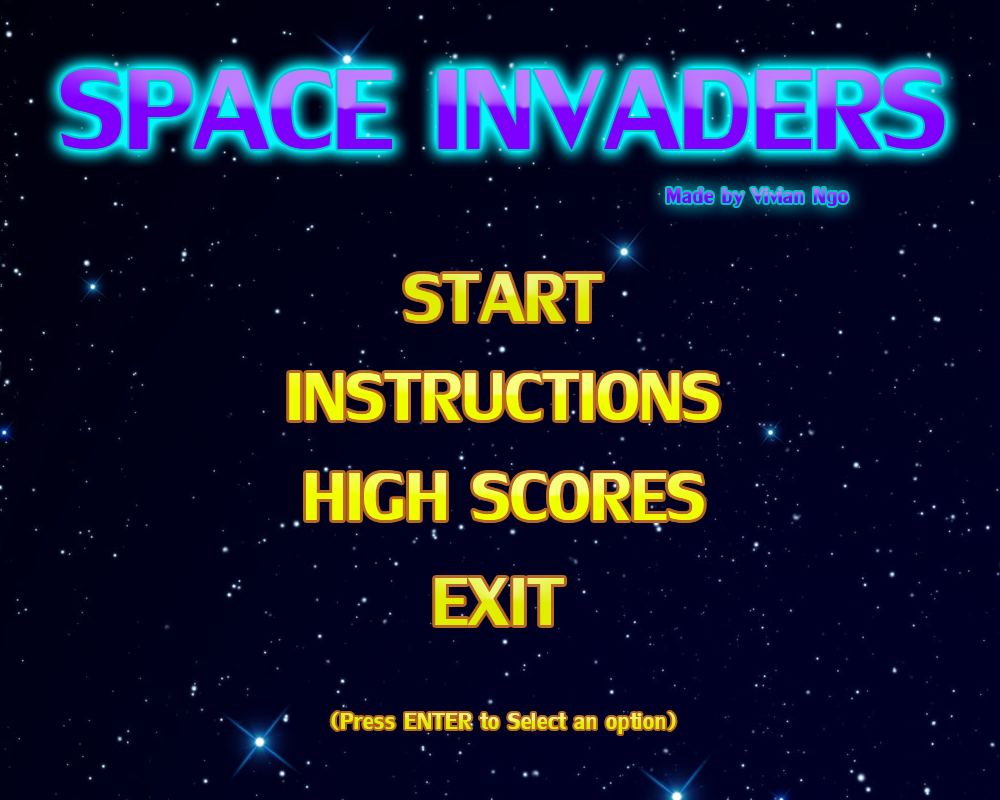 SPACE INVADERS
Made by Vivian Ngo
START
INSTRUCTIONS
HIGH SCORES
EXIT
(Press ENTER to Select an option)